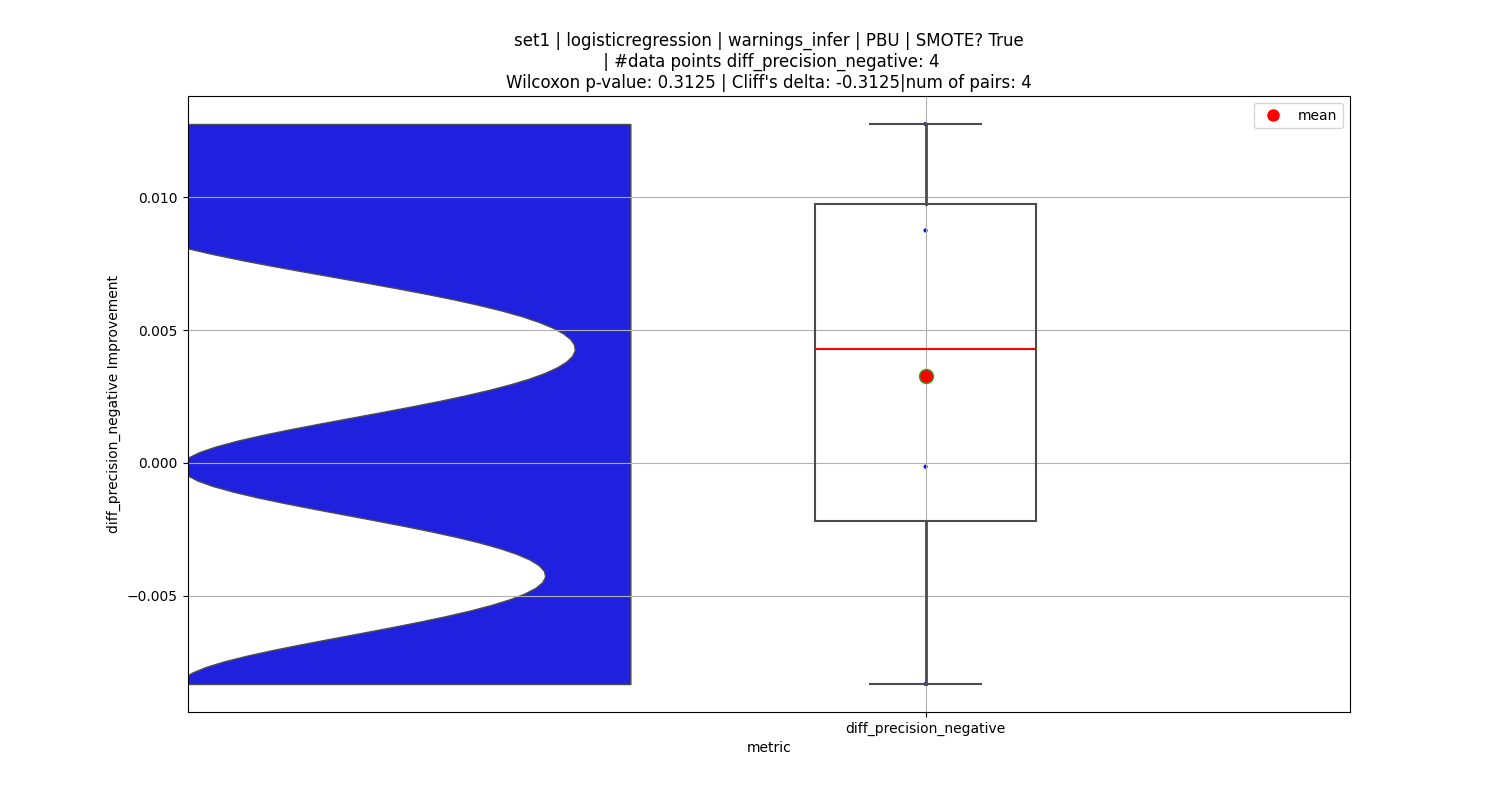 set1 | logisticregression | warnings_infer | PBU | SMOTE? True
| #data points diff_precision_negative: 4
Wilcoxon p-value: 0.3125 | Cliff's delta: -0.3125|num of pairs: 4
mean
0.010
0.005
0.000
−0.005
diff_precision_negative Improvement
diff_precision_negative
metric